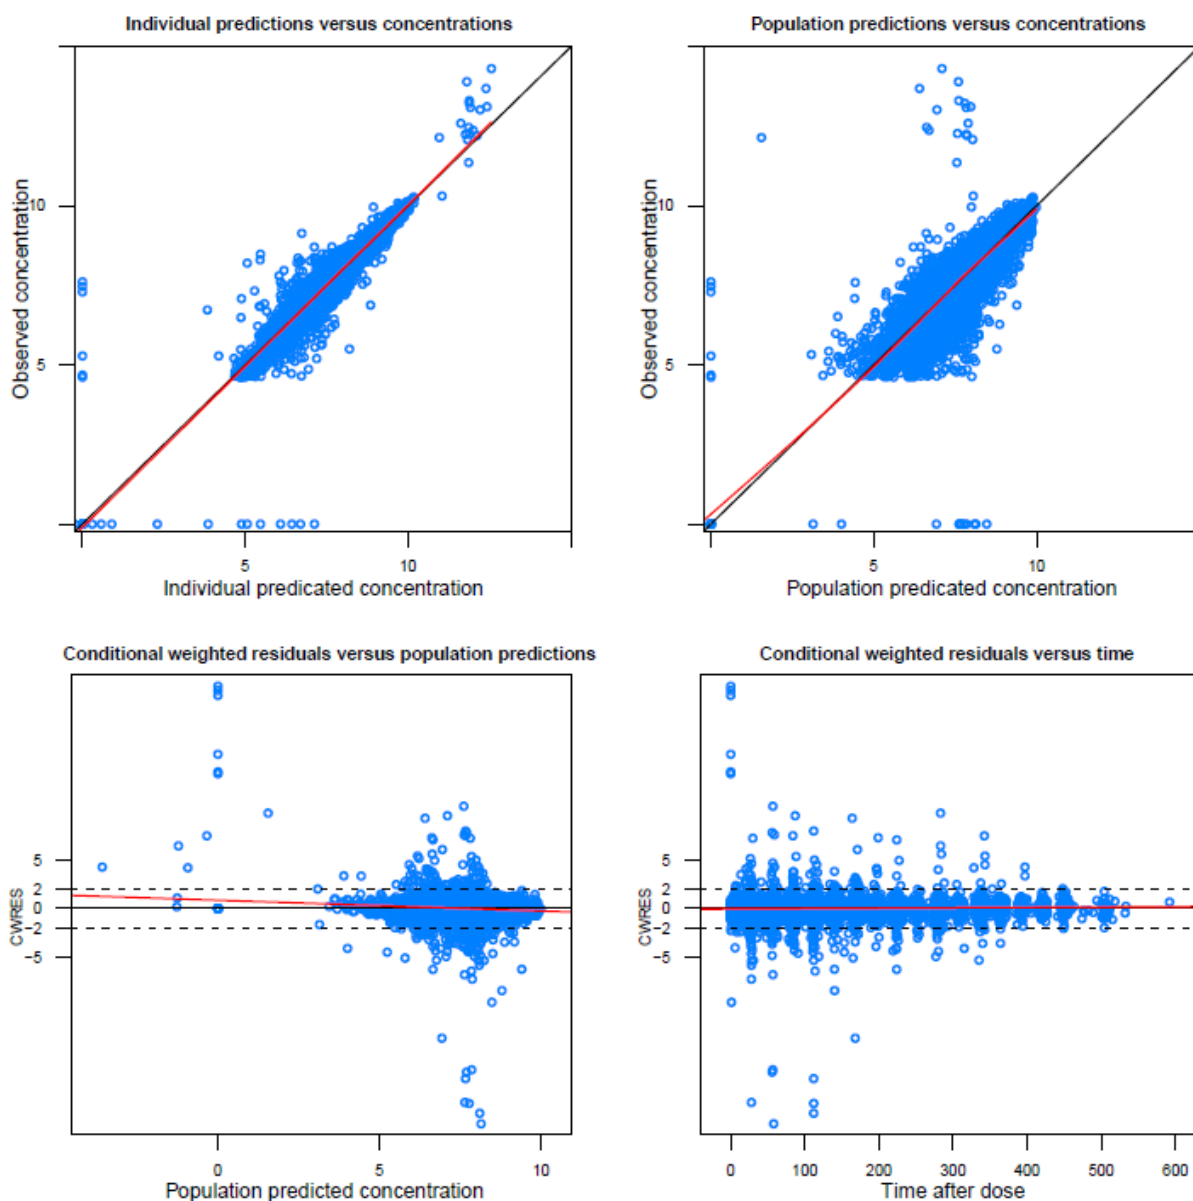 Individual predictions versus concentrations
Observed concentration
10
5
5
10
Individual predicated concentration
Population predictions versus concentrations
Observed concentration
10
5
5
10
Population predicated concentration
Conditional weighted residuals versus population predictions
CWRES
5
2
0
−2
−5
0
5
10
Population predicted concentration
Conditional weighted residuals versus time
CWRES
5
2
0
−2
−5
0
100
200
300
400
500
600
Time after dose